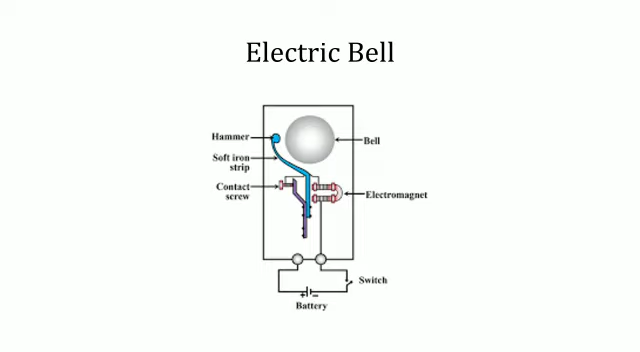 Electric Bell
Hammer
Bell
Soft iron
strip
Contact
screw
Electromagnet
Switch
+ −
Battery